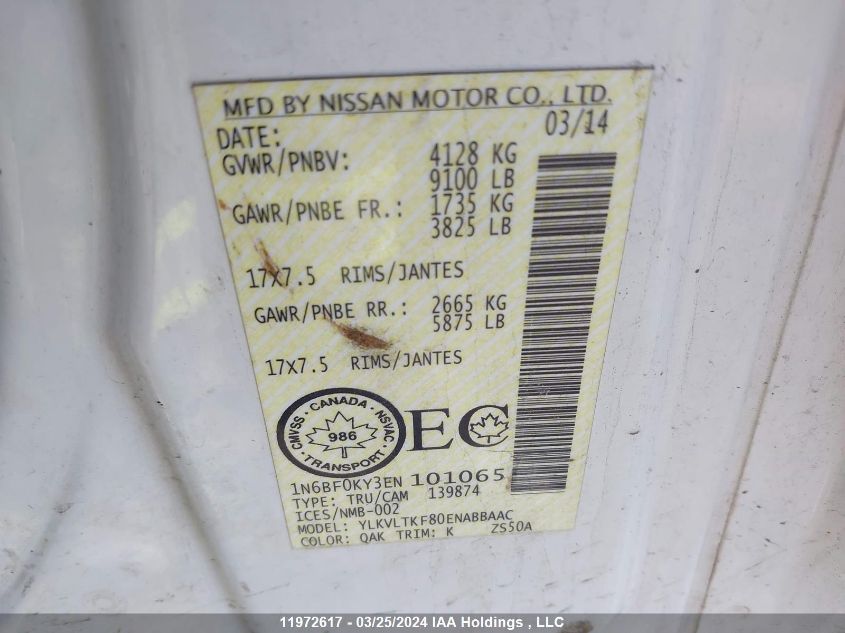 MFD BY NISSAN MOTOR CO., LTD.
DATE: 03/14
GVWR/PNBV: 4128 KG
9100 LB
GAWR/PNBE FR.: 1735 KG
3825 LB
17X7.5 RIMS/JANTES
GAWR/PNBE RR.: 2665 KG
5875 LB
17X7.5 RIMS/JANTES
CMVSS · CANADA · NSVAC
986
TRANSPORT
EC
1N6BF0KY3EN 101065
TYPE: TRU/CAM 139874
ICES/NMB-002
MODEL: YLKVLTKF80ENABBAAC
COLOR: QAK TRIM: K ZS50A
11972617 - 03/25/2024 IAA Holdings , LLC